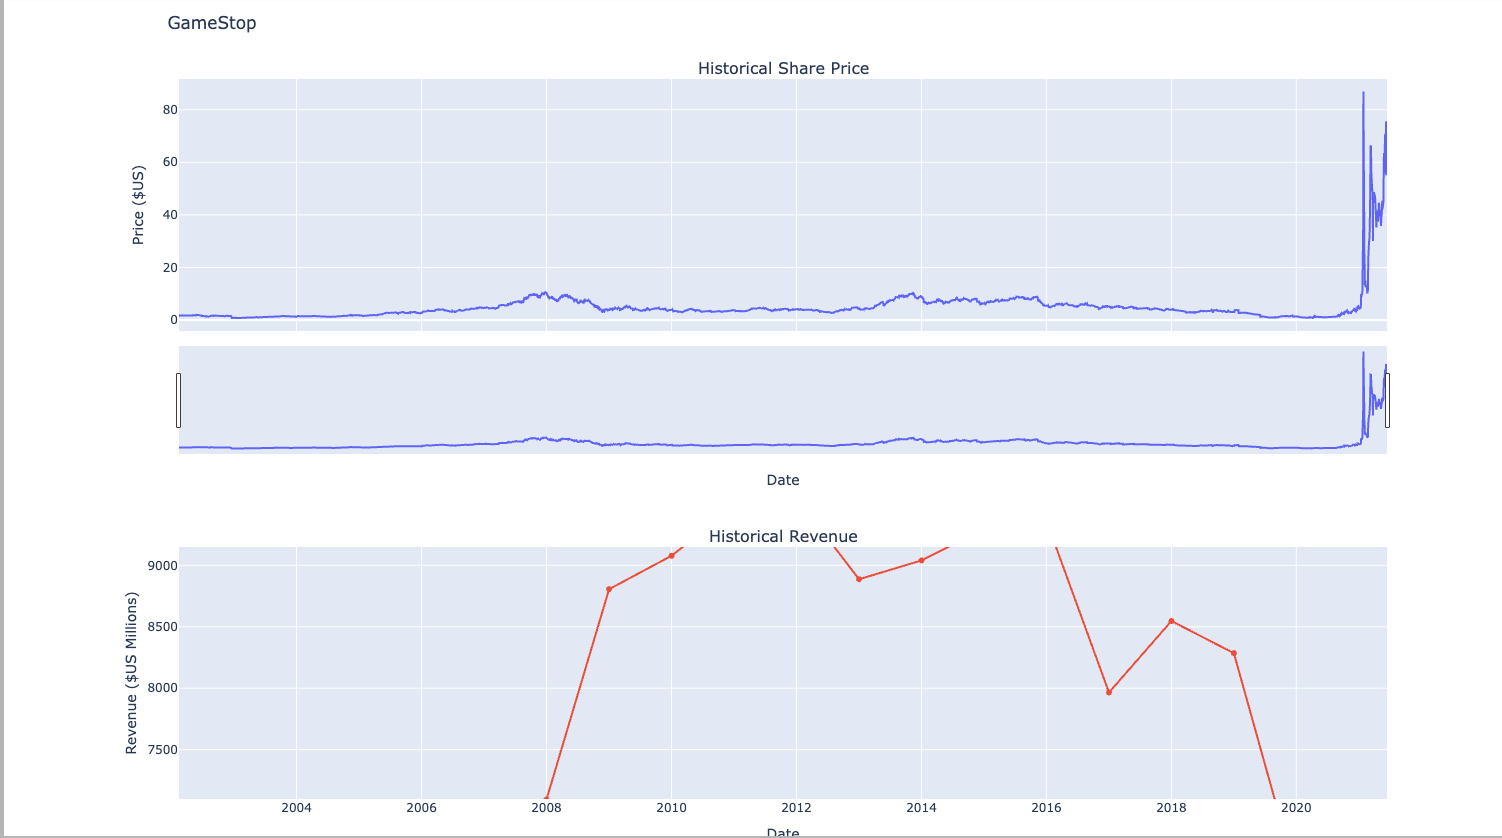 GameStop
Historical Share Price
80
60
40
20
0
Price ($US)
Date
Historical Revenue
9000
8500
8000
7500
Revenue ($US Millions)
2004 2006 2008 2010 2012 2014 2016 2018 2020
Date